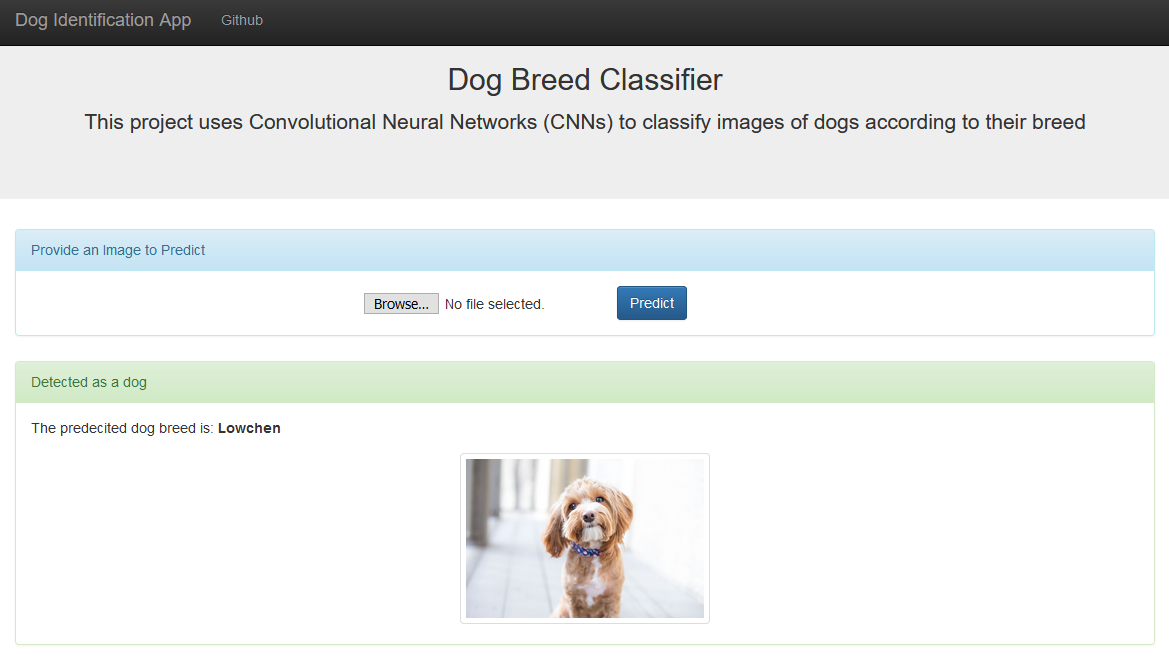 Dog Identification App Github
Dog Breed Classifier
This project uses Convolutional Neural Networks (CNNs) to classify images of dogs according to their breed
Provide an Image to Predict
Browse... No file selected. Predict
Detected as a dog
The predecited dog breed is: Lowchen